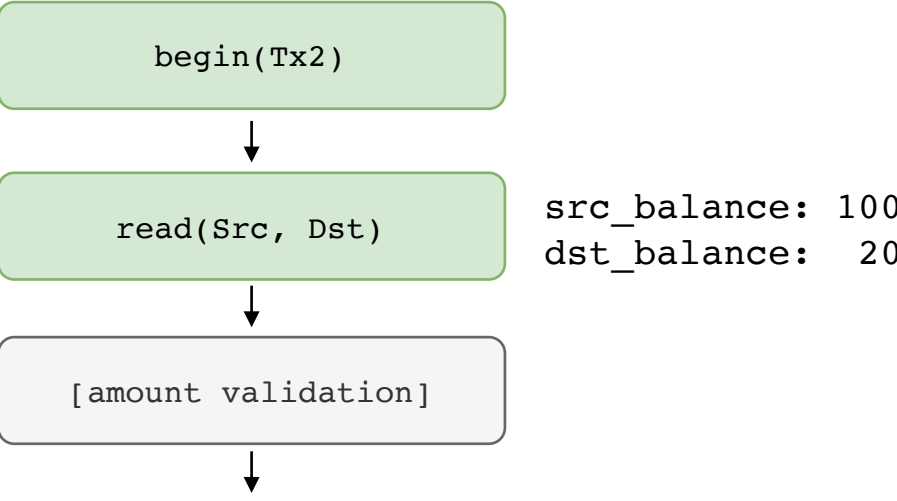 begin(Tx2)
read(Src, Dst)
src_balance: 100
dst_balance: 20
[amount validation]